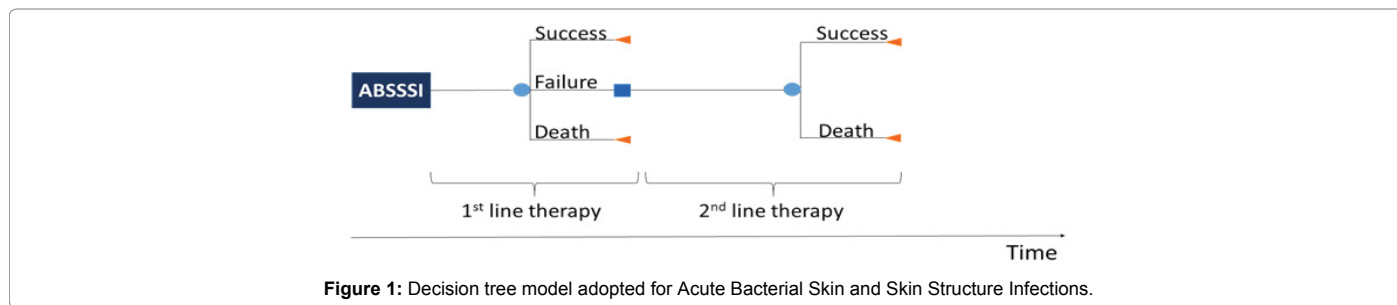 Success
Success
ABSSSI
Failure
Death
Death
1st line therapy
2nd line therapy
Time
Figure 1: Decision tree model adopted for Acute Bacterial Skin and Skin Structure Infections.